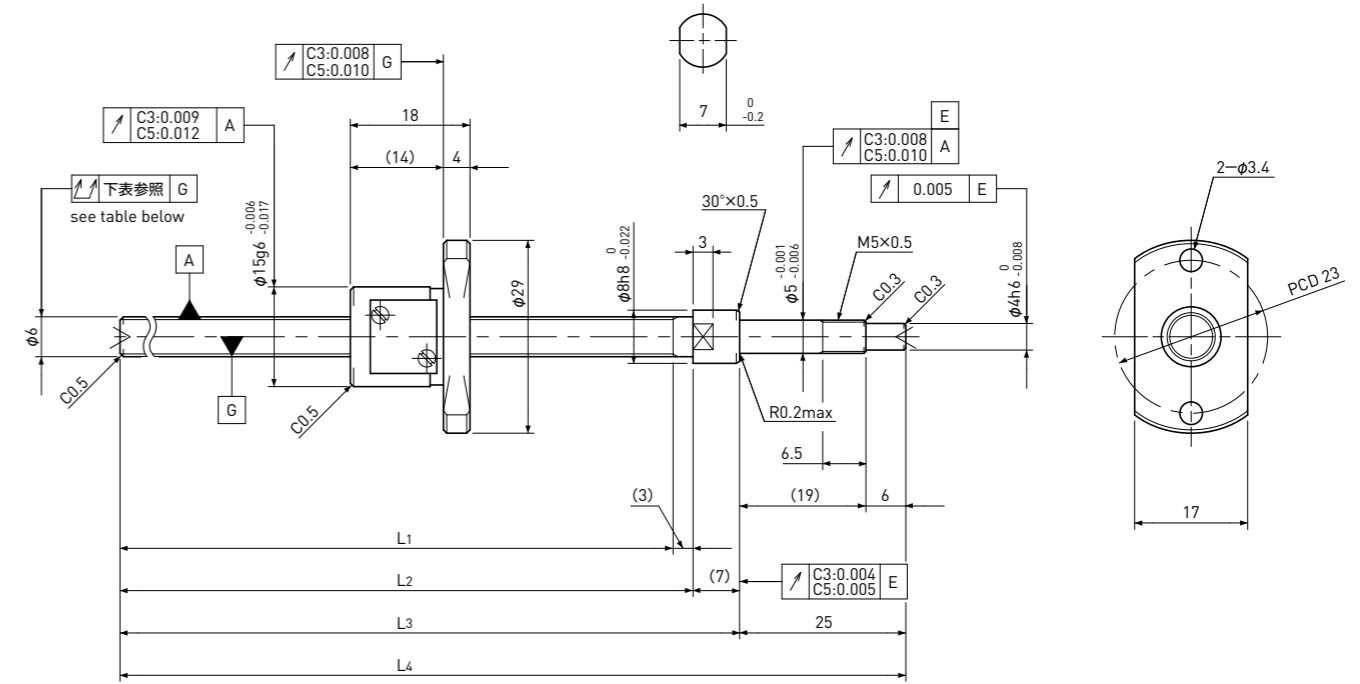 C3:0.008
C5:0.010
G
7
0
-0.2
C3:0.009
C5:0.012
A
18
(14)
4
E
C3:0.008
C5:0.010
A
2-φ3.4
下表参照
G
see table below
0.005
E
φ15g6
-0.006
-0.017
φ8h8
0
-0.022
30°×0.5
3
φ5
-0.001
-0.006
M5×0.5
C0.3
C0.3
φ4h6
0
-0.008
PCD 23
A
φ6
φ29
C0.5
G
C0.5
R0.2max
6.5
(3)
(19)
6
17
L1
L2
(7)
C3:0.004
C5:0.005
E
L3
25
L4